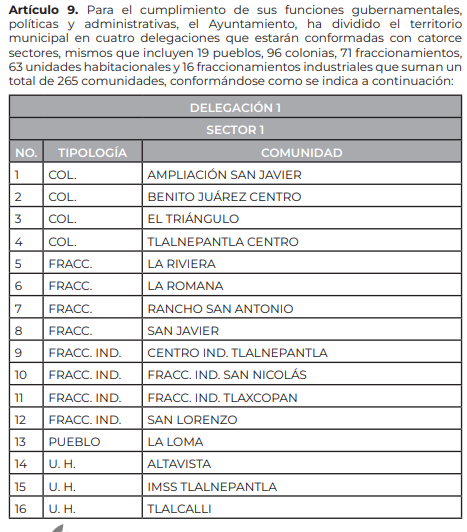 Artículo 9. Para el cumplimiento de sus funciones gubernamentales,
políticas y administrativas, el Ayuntamiento, ha dividido el territorio
municipal en cuatro delegaciones que estarán conformadas con catorce
sectores, mismos que incluyen 19 pueblos, 96 colonias, 71 fraccionamientos,
63 unidades habitacionales y 16 fraccionamientos industriales que suman un
total de 265 comunidades, conformándose como se indica a continuación:
DELEGACIÓN 1
SECTOR 1
NO. TIPOLOGÍA COMUNIDAD
1 COL. AMPLIACIÓN SAN JAVIER
2 COL. BENITO JUÁREZ CENTRO
3 COL. EL TRIÁNGULO
4 COL. TLALNEPANTLA CENTRO
5 FRACC. LA RIVIERA
6 FRACC. LA ROMANA
7 FRACC. RANCHO SAN ANTONIO
8 FRACC. SAN JAVIER
9 FRACC. IND. CENTRO IND. TLALNEPANTLA
10 FRACC. IND. FRACC. IND. SAN NICOLÁS
11 FRACC. IND. FRACC. IND. TLAXCOPAN
12 FRACC. IND. SAN LORENZO
13 PUEBLO LA LOMA
14 U. H. ALTAVISTA
15 U. H. IMSS TLALNEPANTLA
16 U. H. TLALCALLI